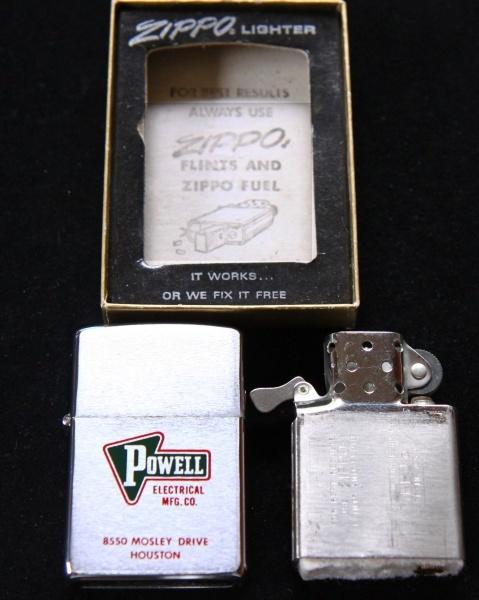 ZIPPO LIGHTER
FOR BEST RESULTS
ALWAYS USE
ZIPPO
FLINTS AND
ZIPPO FUEL
IT WORKS...
OR WE FIX IT FREE
POWELL
ELECTRICAL
MFG. CO.
8550 MOSLEY DRIVE
HOUSTON